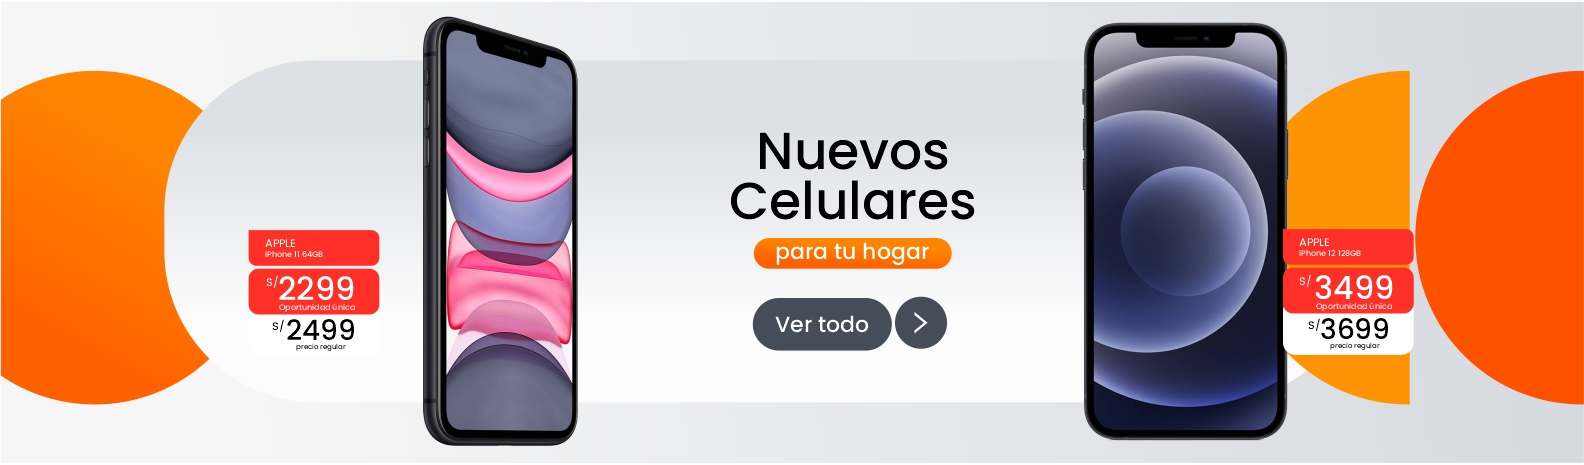 APPLE
iPhone 11 64GB
S/2299
Oportunidad única
S/2499
precio regular
Nuevos
Celulares
para tu hogar
Ver todo
APPLE
iPhone 12 128GB
S/3499
Oportunidad única
S/3699
precio regular